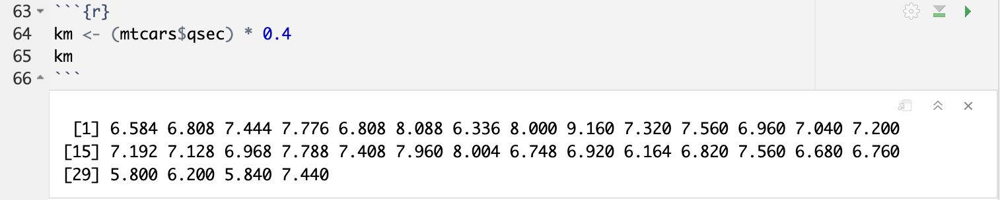 63 ```{r}
64 km <- (mtcars$qsec) * 0.4
65 km
66 ```
[1] 6.584 6.808 7.444 7.776 6.808 8.088 6.336 8.000 9.160 7.320 7.560 6.960 7.040 7.200
[15] 7.192 7.128 6.968 7.788 7.408 7.960 8.004 6.748 6.920 6.164 6.820 7.560 6.680 6.760
[29] 5.800 6.200 5.840 7.440